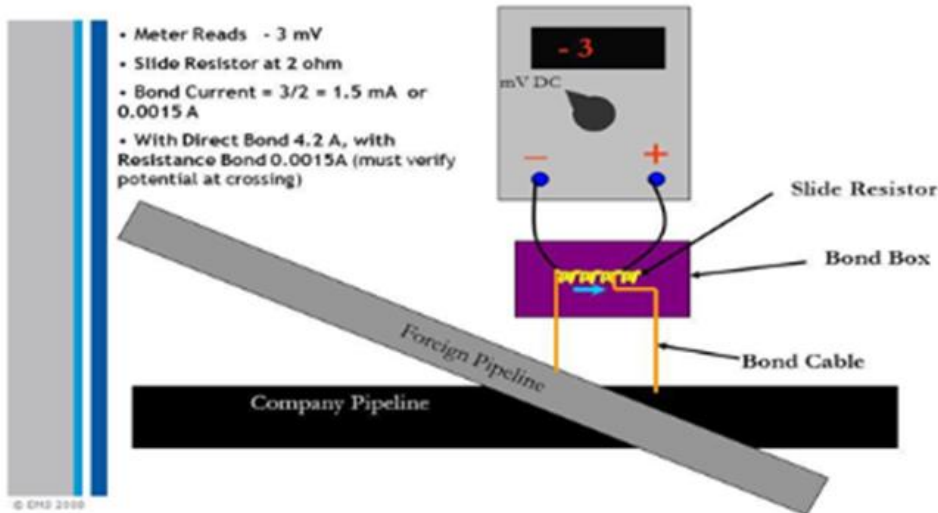 • Meter Reads - 3 mV
• Slide Resistor at 2 ohm
• Bond Current = 3/2 = 1.5 mA or
0.0015 A
• With Direct Bond 4.2 A, with
Resistance Bond 0.0015A (must verify
potential at crossing)
- 3
mV DC
− +
Slide Resistor
Bond Box
Bond Cable
Foreign Pipeline
Company Pipeline
© EMS 2000